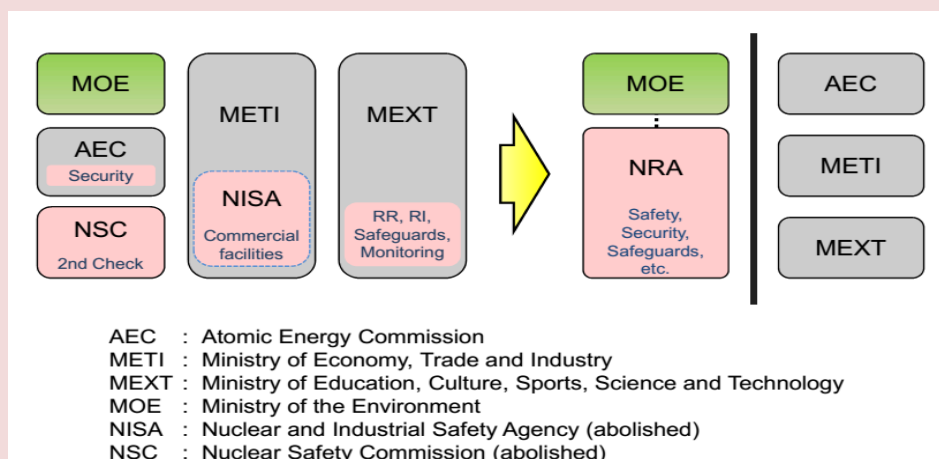 MOE
AEC
Security
NSC
2nd Check
METI
NISA
Commercial
facilities
MEXT
RR, RI,
Safeguards,
Monitoring
MOE
NRA
Safety,
Security,
Safeguards,
etc.
AEC
METI
MEXT
AEC : Atomic Energy Commission
METI : Ministry of Economy, Trade and Industry
MEXT : Ministry of Education, Culture, Sports, Science and Technology
MOE : Ministry of the Environment
NISA : Nuclear and Industrial Safety Agency (abolished)
NSC : Nuclear Safety Commission (abolished)